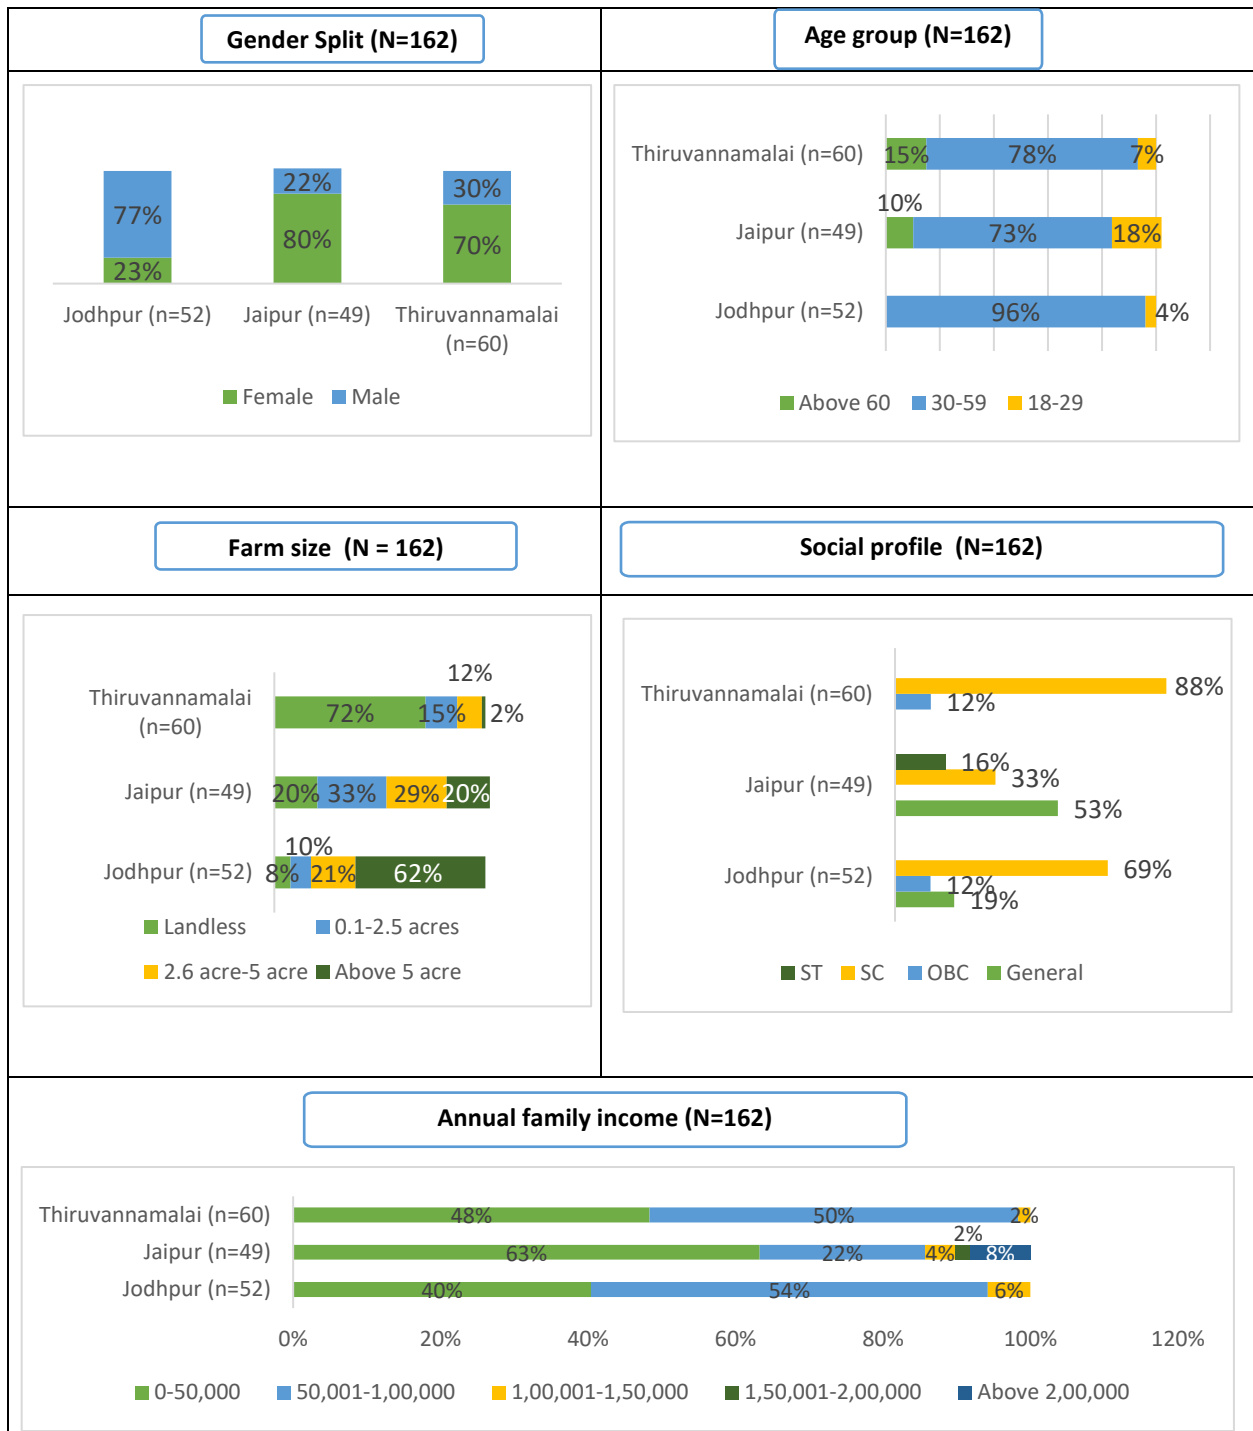 Gender Split (N=162)
Age group (N=162)
77%
22%
30%
23%
80%
70%
Jodhpur (n=52)
Jaipur (n=49)
Thiruvannamalai
(n=60)
Female Male
Thiruvannamalai (n=60)
15% 78% 7%
10%
Jaipur (n=49)
73% 18%
Jodhpur (n=52)
96% 4%
Above 60 30-59 18-29
Farm size (N = 162)
Social profile (N=162)
12%
Thiruvannamalai
(n=60)
72% 15% 2%
Jaipur (n=49)
20% 33% 29% 20%
10%
Jodhpur (n=52)
8% 21% 62%
Landless 0.1-2.5 acres
2.6 acre-5 acre Above 5 acre
Thiruvannamalai (n=60)
88%
12%
Jaipur (n=49)
16%
33%
53%
Jodhpur (n=52)
69%
12%
19%
ST SC OBC General
Annual family income (N=162)
Thiruvannamalai (n=60)
48% 50% 2%
2%
Jaipur (n=49)
63% 22% 4% 8%
Jodhpur (n=52)
40% 54% 6%
0% 20% 40% 60% 80% 100% 120%
0-50,000 50,001-1,00,000 1,00,001-1,50,000 1,50,001-2,00,000 Above 2,00,000